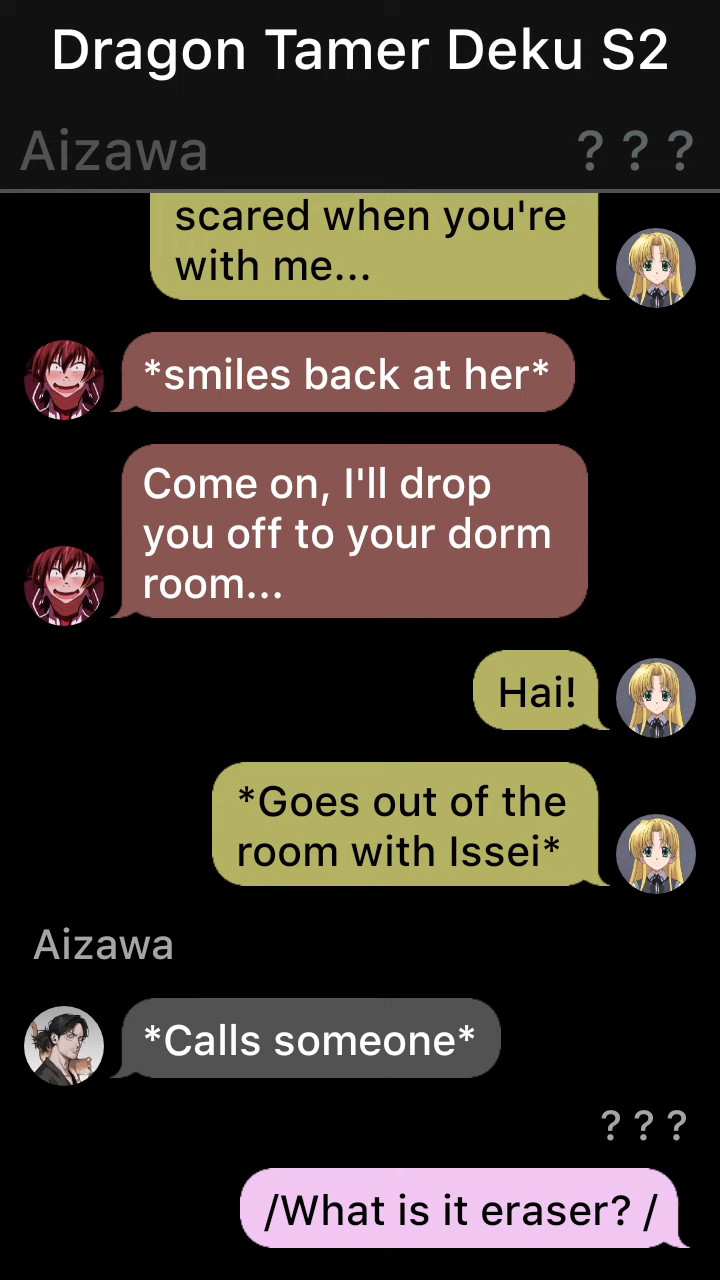 Dragon Tamer Deku S2
Aizawa
? ? ?
scared when you're
with me...
*smiles back at her*
Come on, I'll drop
you off to your dorm
room...
Hai!
*Goes out of the
room with Issei*
Aizawa
*Calls someone*
? ? ?
/What is it eraser? /